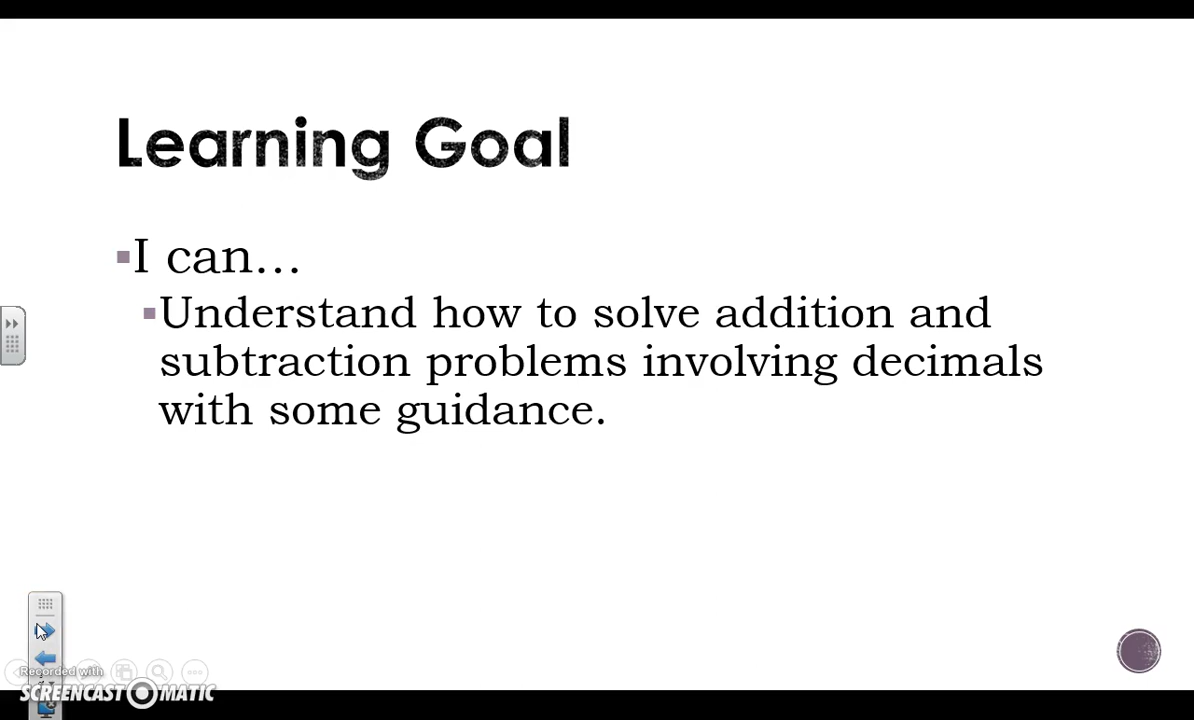 Learning Goal
I can...
Understand how to solve addition and
subtraction problems involving decimals
with some guidance.
Recorded with
SCREENCAST MATIC